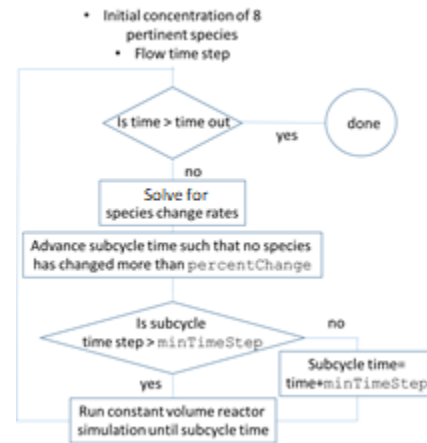 • Initial concentration of 8
pertinent species
• Flow time step
Is time > time out
yes
done
no
Solve for
species change rates
Advance subcycle time such that no species
has changed more than percentChange
Is subcycle
time step > minTimeStep
no
yes
Subcycle time=
time+minTimeStep
Run constant volume reactor
simulation until subcycle time